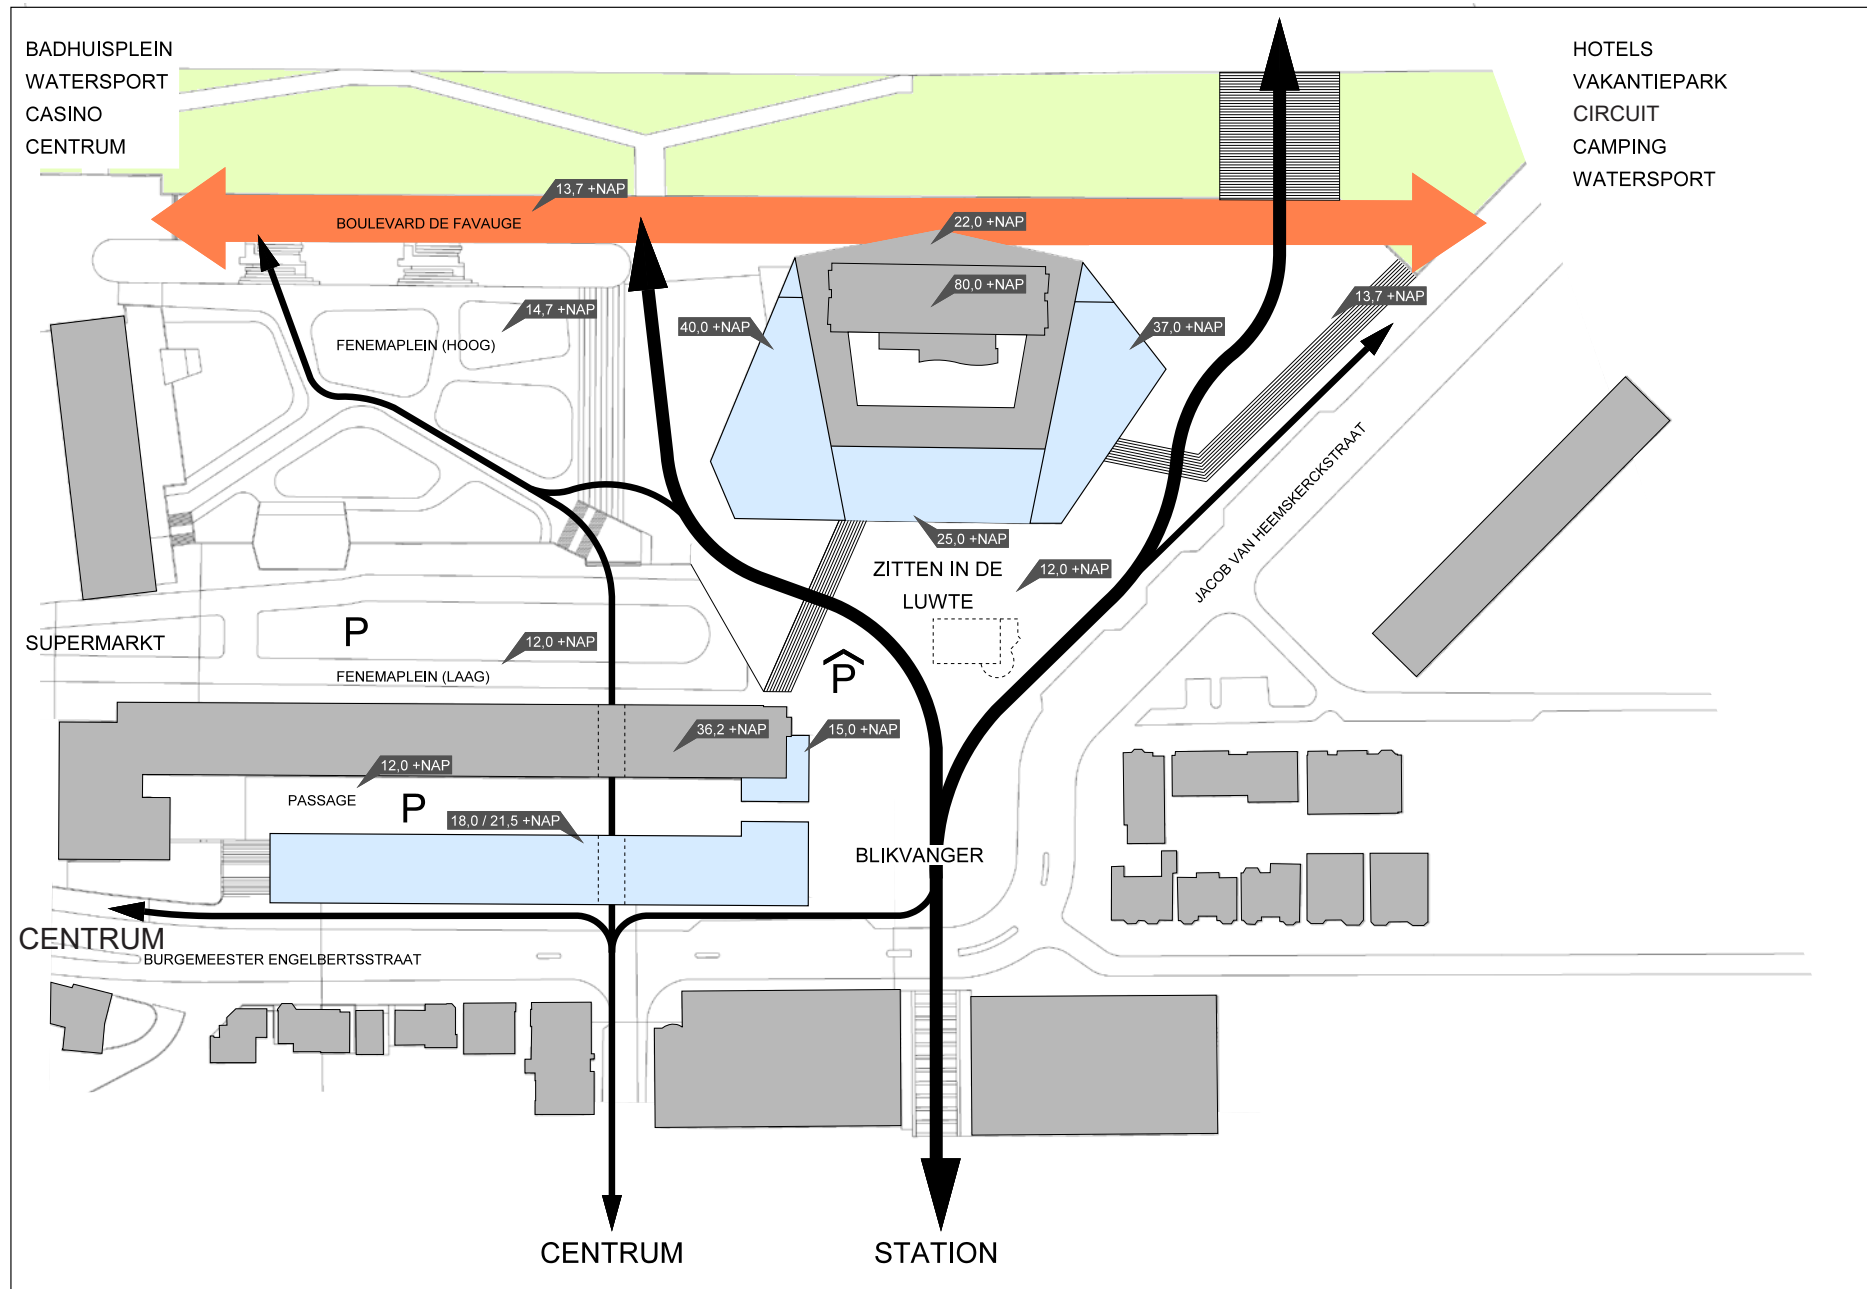 BADHUISPLEIN
WATERSPORT
CASINO
CENTRUM
HOTELS
VAKANTIEPARK
CIRCUIT
CAMPING
WATERSPORT
13,7 +NAP
BOULEVARD DE FAVAUGE
22,0 +NAP
80,0 +NAP
14,7 +NAP
13,7 +NAP
40,0 +NAP
37,0 +NAP
FENEMAPLEIN (HOOG)
JACOB VAN HEEMSKERCKSTRAAT
25,0 +NAP
ZITTEN IN DE
LUWTE
12,0 +NAP
P
SUPERMARKT
12,0 +NAP
FENEMAPLEIN (LAAG)
P
36,2 +NAP
15,0 +NAP
12,0 +NAP
PASSAGE
P
18,0 / 21,5 +NAP
BLIKVANGER
CENTRUM
BURGEMEESTER ENGELBERTSSTRAAT
CENTRUM
STATION